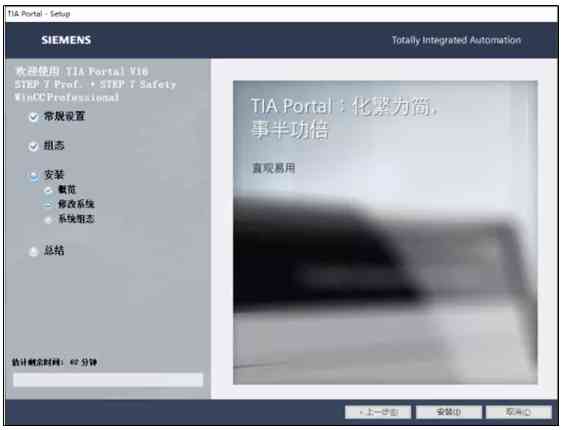 TIA Portal - Setup
SIEMENS
Totally Integrated Automation
欢迎使用 TIA Portal V16
STEP 7 Prof. + STEP 7 Safety
WinCC Professional
常规设置
组态
安装
概览
修改系统
系统组态
总结
TIA Portal：化繁为简，
事半功倍
直观易用
估计剩余时间： 62 分钟
< 上一步(B)
安装(I)
取消(C)